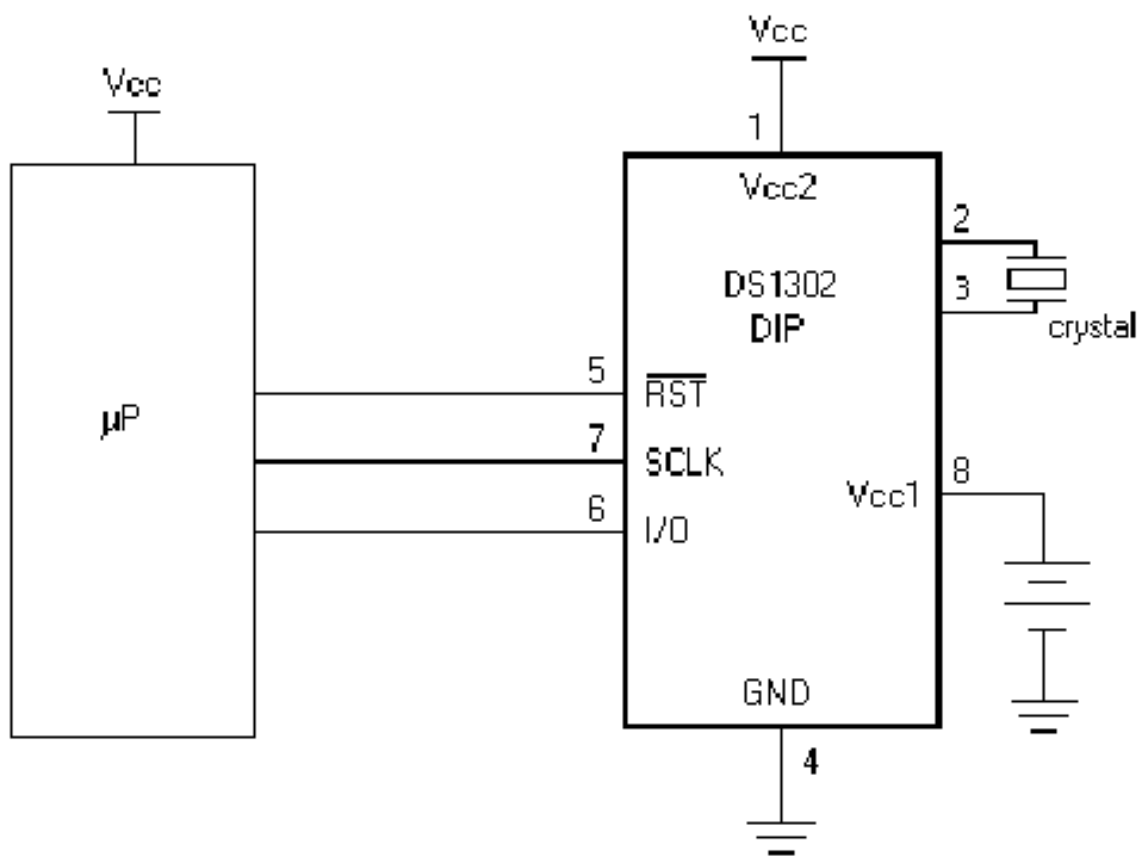 Vcc
Vcc
1
Vcc2
2
DS1302
DIP
3
crystal
5
RST
μP
7
SCLK
8
Vcc1
6
I/O
GND
4